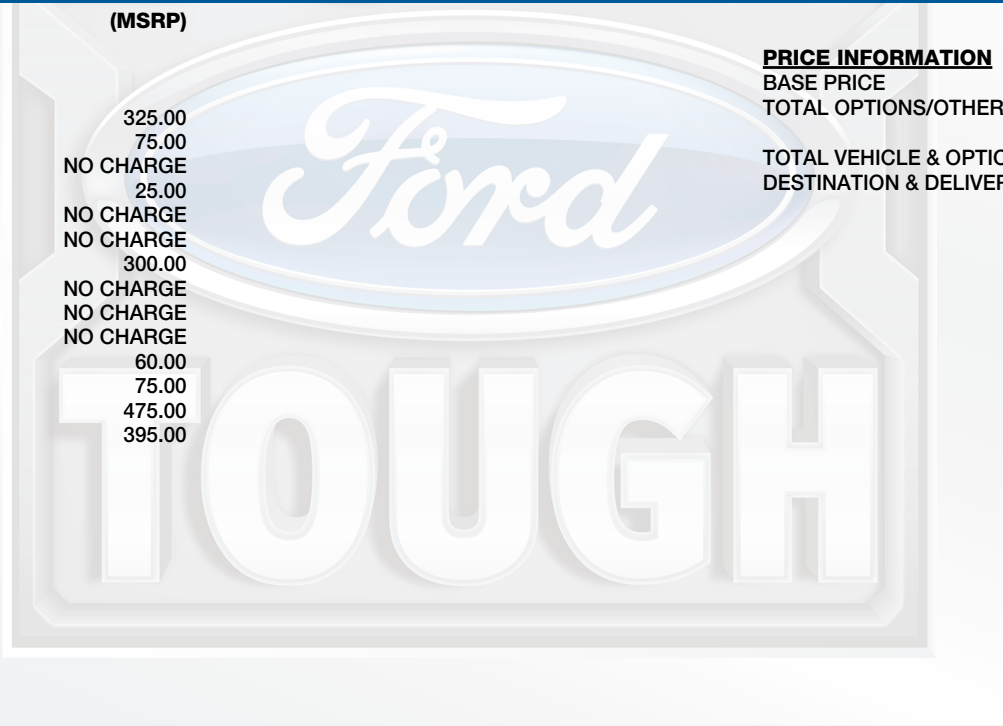 (MSRP)
325.00
75.00
NO CHARGE
25.00
NO CHARGE
NO CHARGE
300.00
NO CHARGE
NO CHARGE
NO CHARGE
60.00
75.00
475.00
395.00
PRICE INFORMATION
BASE PRICE
TOTAL OPTIONS/OTHER
TOTAL VEHICLE & OPTIO
DESTINATION & DELIVER
Ford
TOUGH